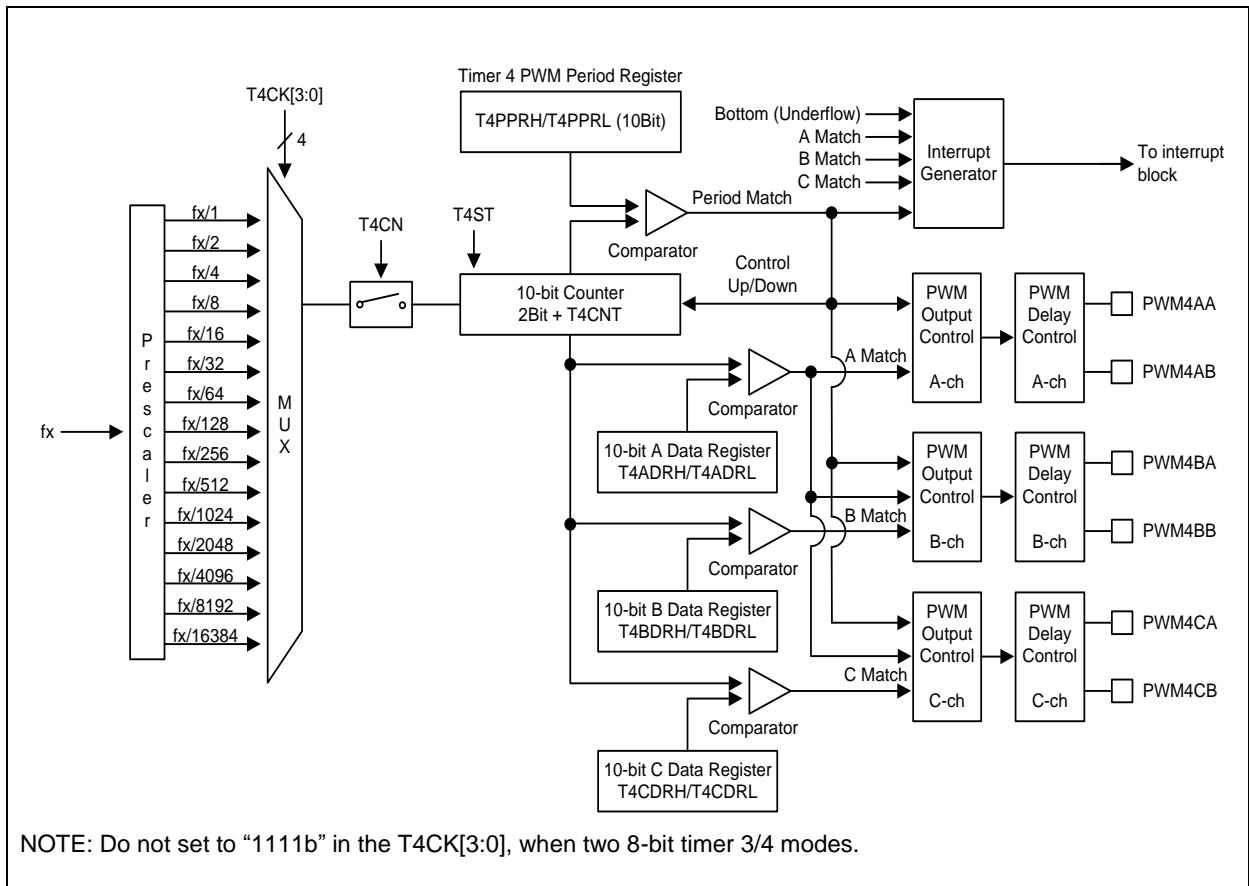 Timer 4 PWM Period Register
T4CK[3:0]
T4PPRH/T4PPRL (10Bit)
4
Bottom (Underflow)
A Match
B Match
C Match
Interrupt
Generator
To interrupt
block
Period Match
Comparator
fx/1
fx/2
fx/4
fx/8
fx/16
fx/32
fx/64
fx/128
fx/256
fx/512
fx/1024
fx/2048
fx/4096
fx/8192
fx/16384
fx
Prescaler
MUX
T4CN
T4ST
10-bit Counter
2Bit + T4CNT
Control
Up/Down
A Match
Comparator
10-bit A Data Register
T4ADRH/T4ADRL
PWM
Output
Control
A-ch
PWM
Delay
Control
A-ch
PWM4AA
PWM4AB
B Match
Comparator
10-bit B Data Register
T4BDRH/T4BDRL
PWM
Output
Control
B-ch
PWM
Delay
Control
B-ch
PWM4BA
PWM4BB
C Match
Comparator
10-bit C Data Register
T4CDRH/T4CDRL
PWM
Output
Control
C-ch
PWM
Delay
Control
C-ch
PWM4CA
PWM4CB
NOTE: Do not set to “1111b” in the T4CK[3:0], when two 8-bit timer 3/4 modes.